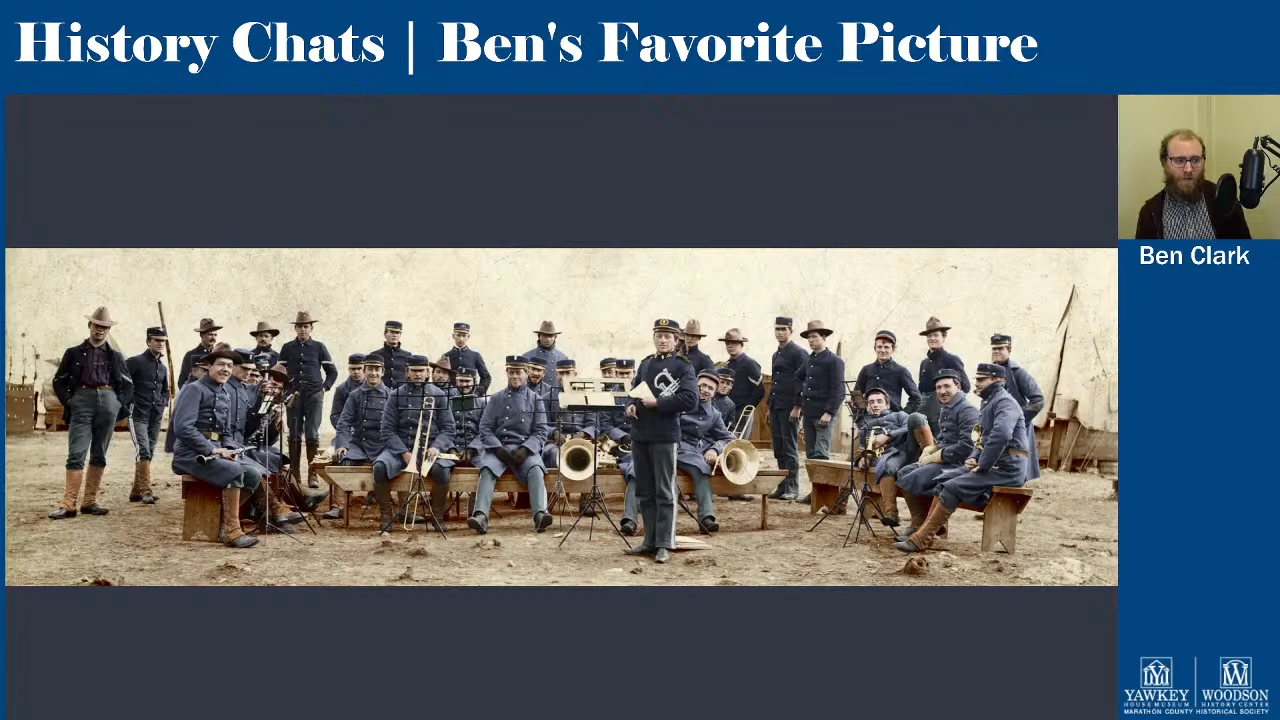 History Chats | Ben's Favorite Picture
Ben Clark
YAWKEY
HOUSE MUSEUM
WOODSON
HISTORY CENTER
MARATHON COUNTY HISTORICAL SOCIETY